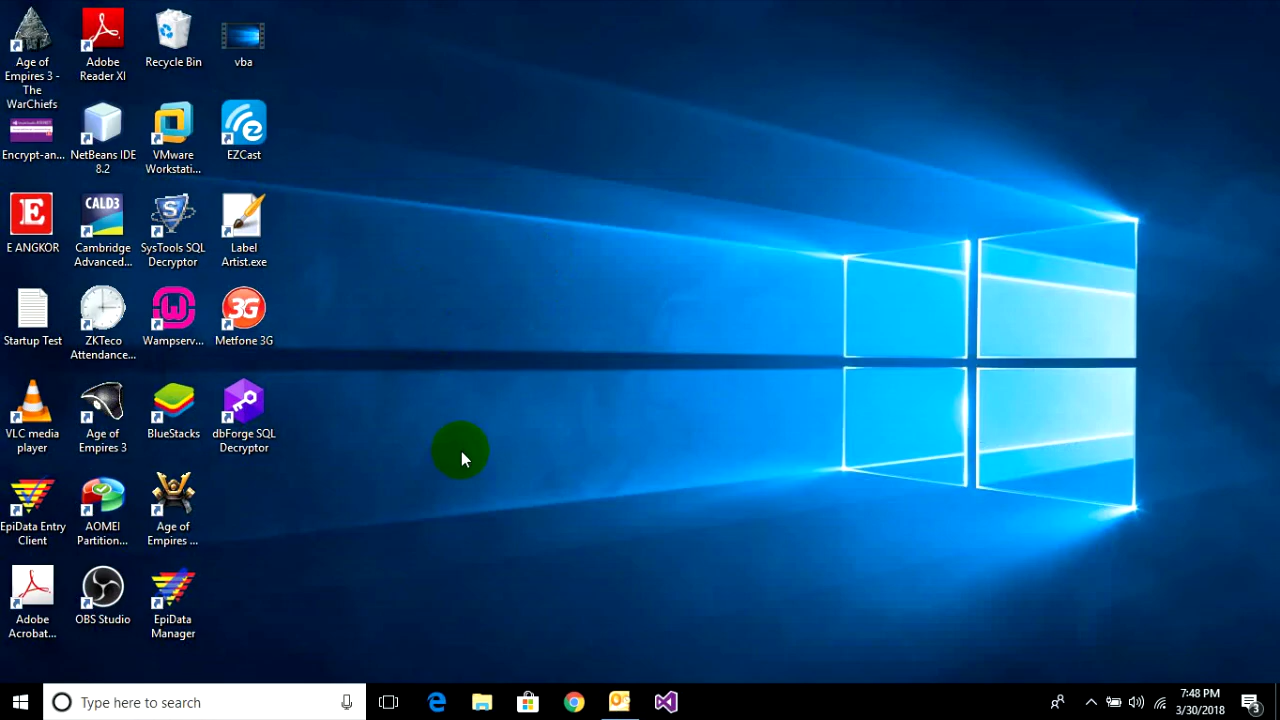 Age of
Empires 3 -
The
WarChiefs
Adobe
Reader XI
Recycle Bin
vba
Encrypt-an...
NetBeans IDE
8.2
VMware
Workstati...
EZCast
E ANGKOR
CALD3
Cambridge
Advanced...
SysTools SQL
Decryptor
Label
Artist.exe
Startup Test
ZKTeco
Attendance...
Wampserv...
3G
Metfone 3G
VLC media
player
Age of
Empires 3
BlueStacks
dbForge SQL
Decryptor
EpiData Entry
Client
AOMEI
Partition...
Age of
Empires ...
Adobe
Acrobat...
OBS Studio
EpiData
Manager
Type here to search
7:48 PM
3/30/2018
3